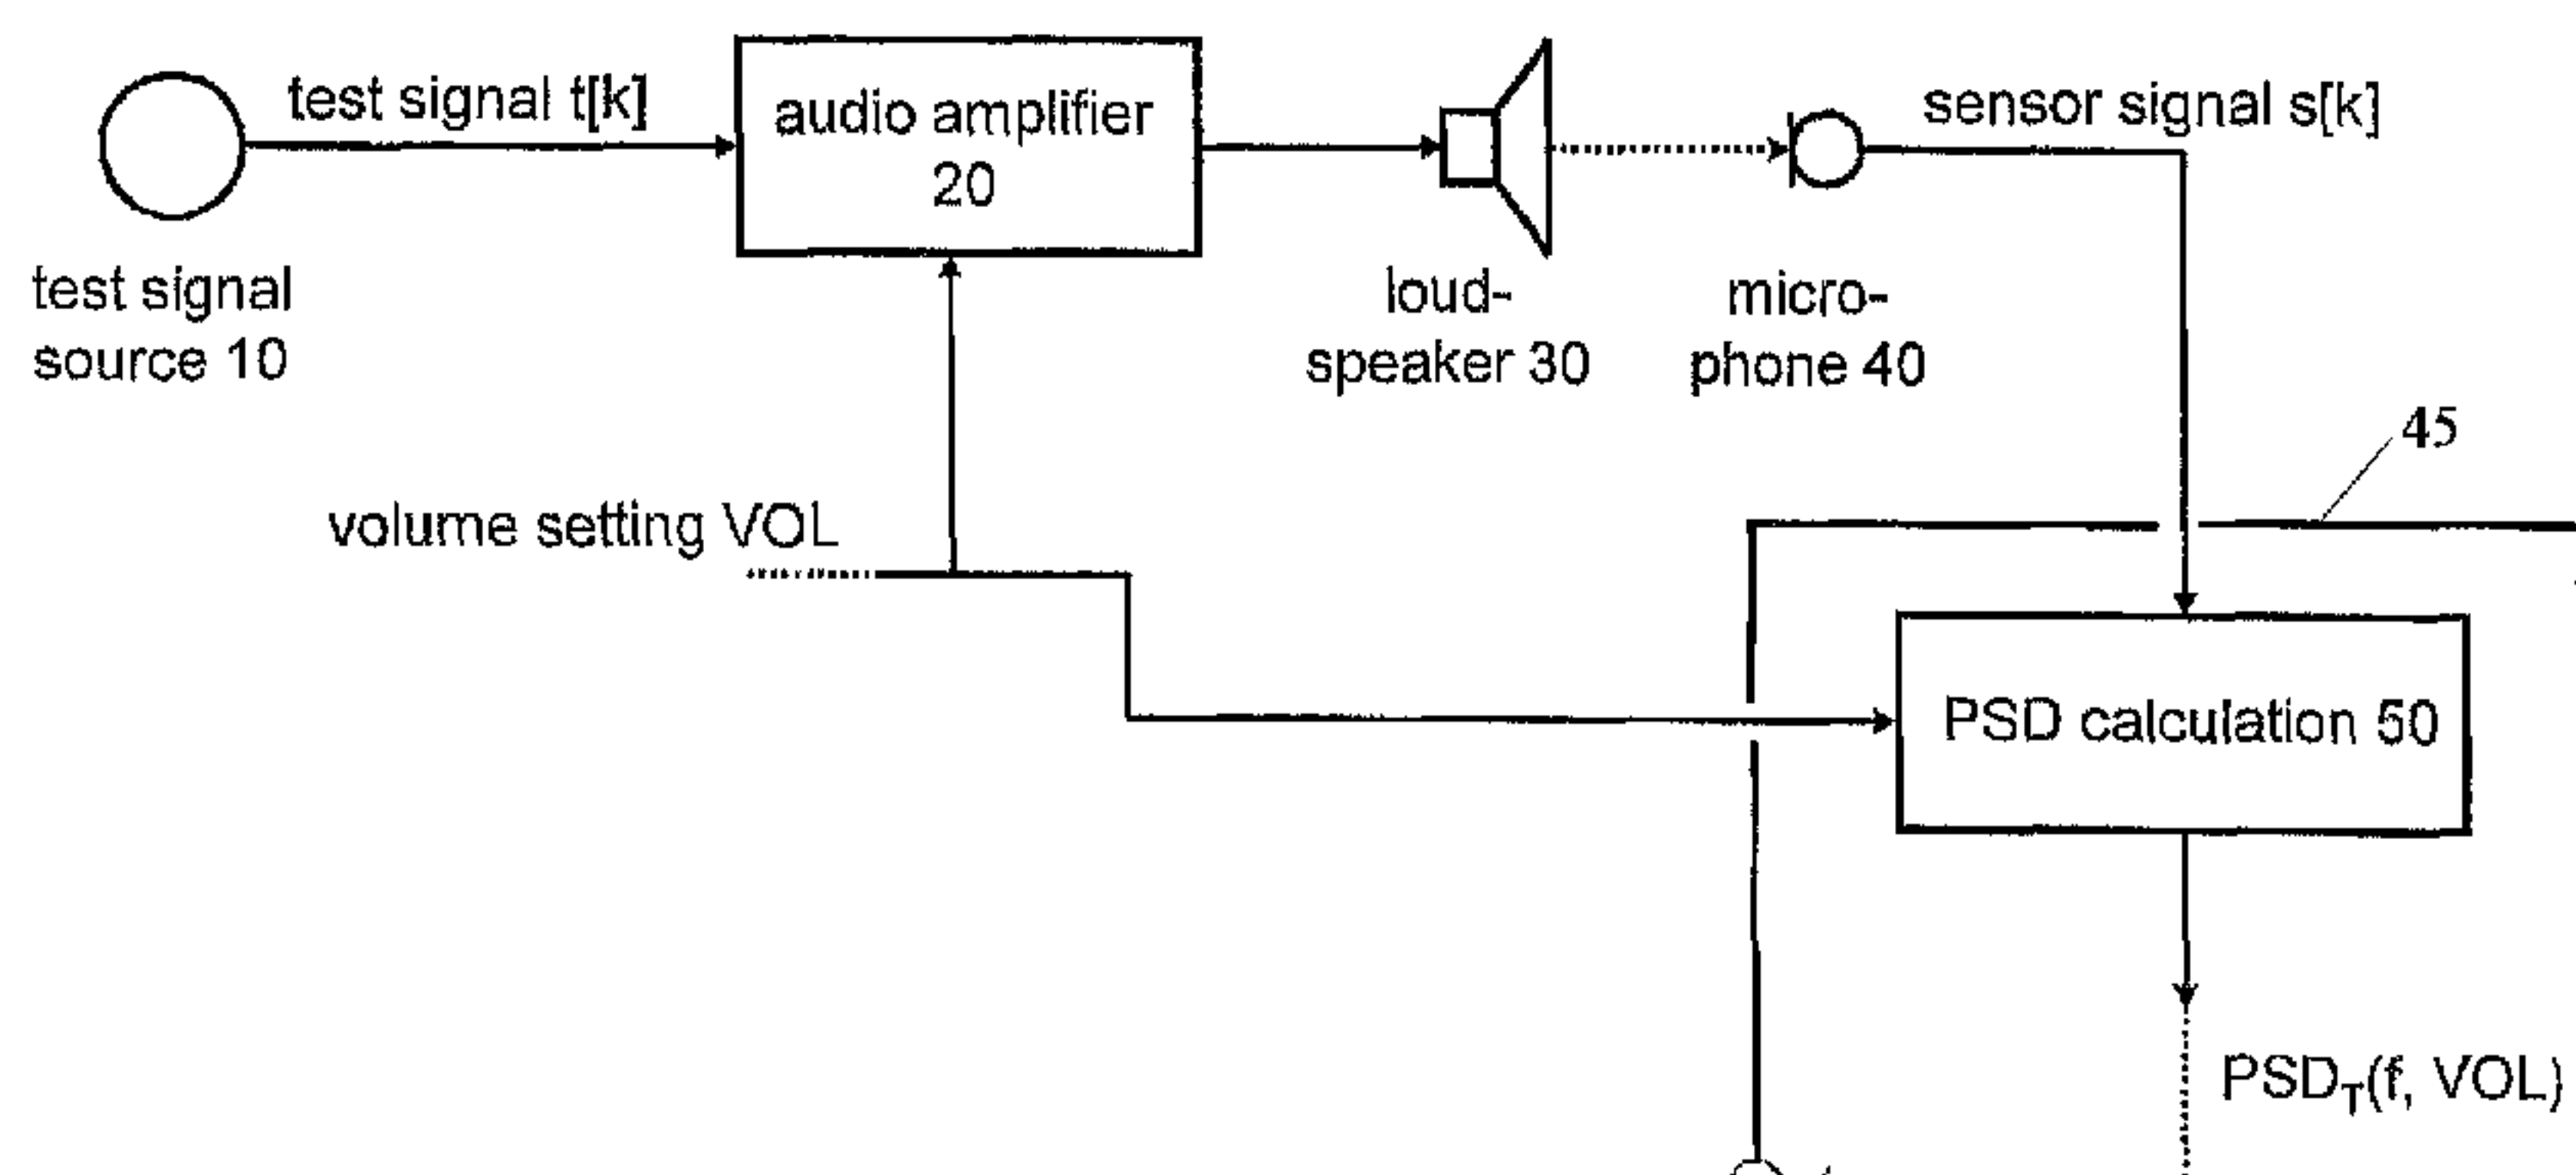 test signal t[k]
audio amplifier
20
sensor signal s[k]
test signal
source 10
loud-
speaker 30
micro-
phone 40
45
volume setting VOL
PSD calculation 50
PSD_T(f, VOL)